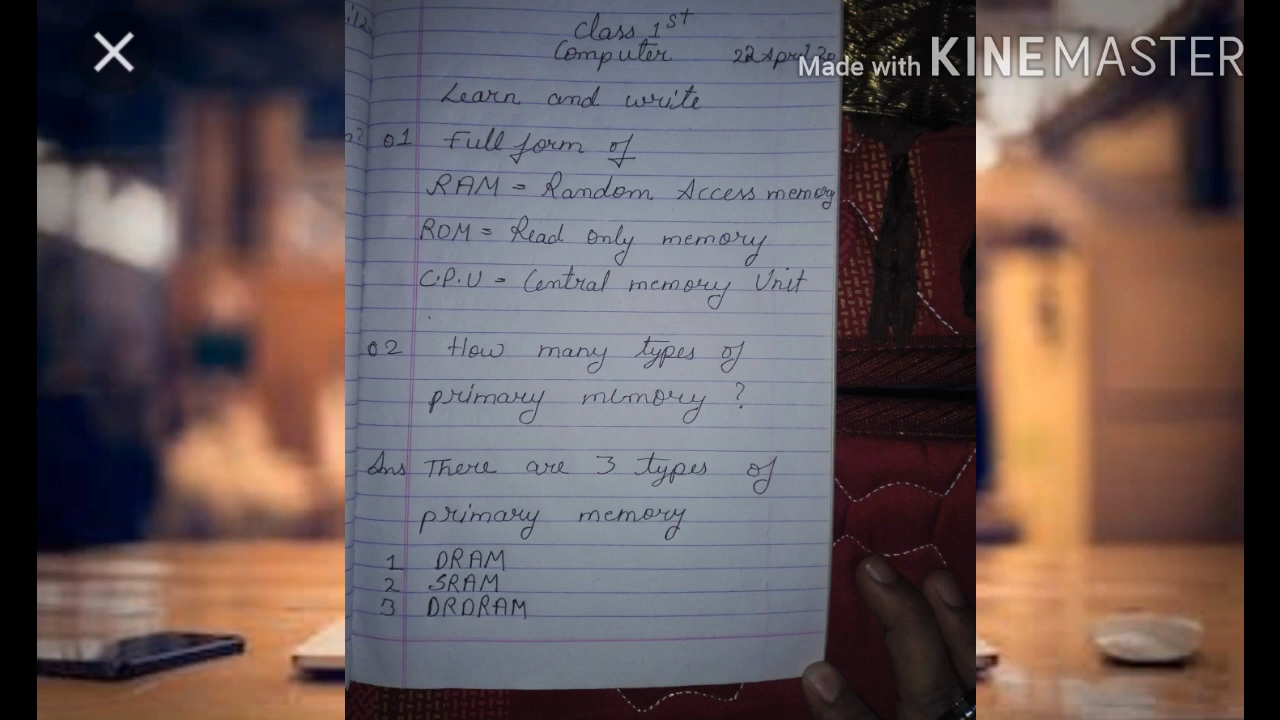 Class 1st
Computer
Made with KINEMASTER
Learn and write
Q1 Full form of
RAM = Random Access memory
ROM = Read Only memory
C.P.U = Central memory Unit
Q2 How many types of
primary memory ?
Ans There are 3 types of
primary memory
1 DRAM
2 SRAM
3 DRDRAM